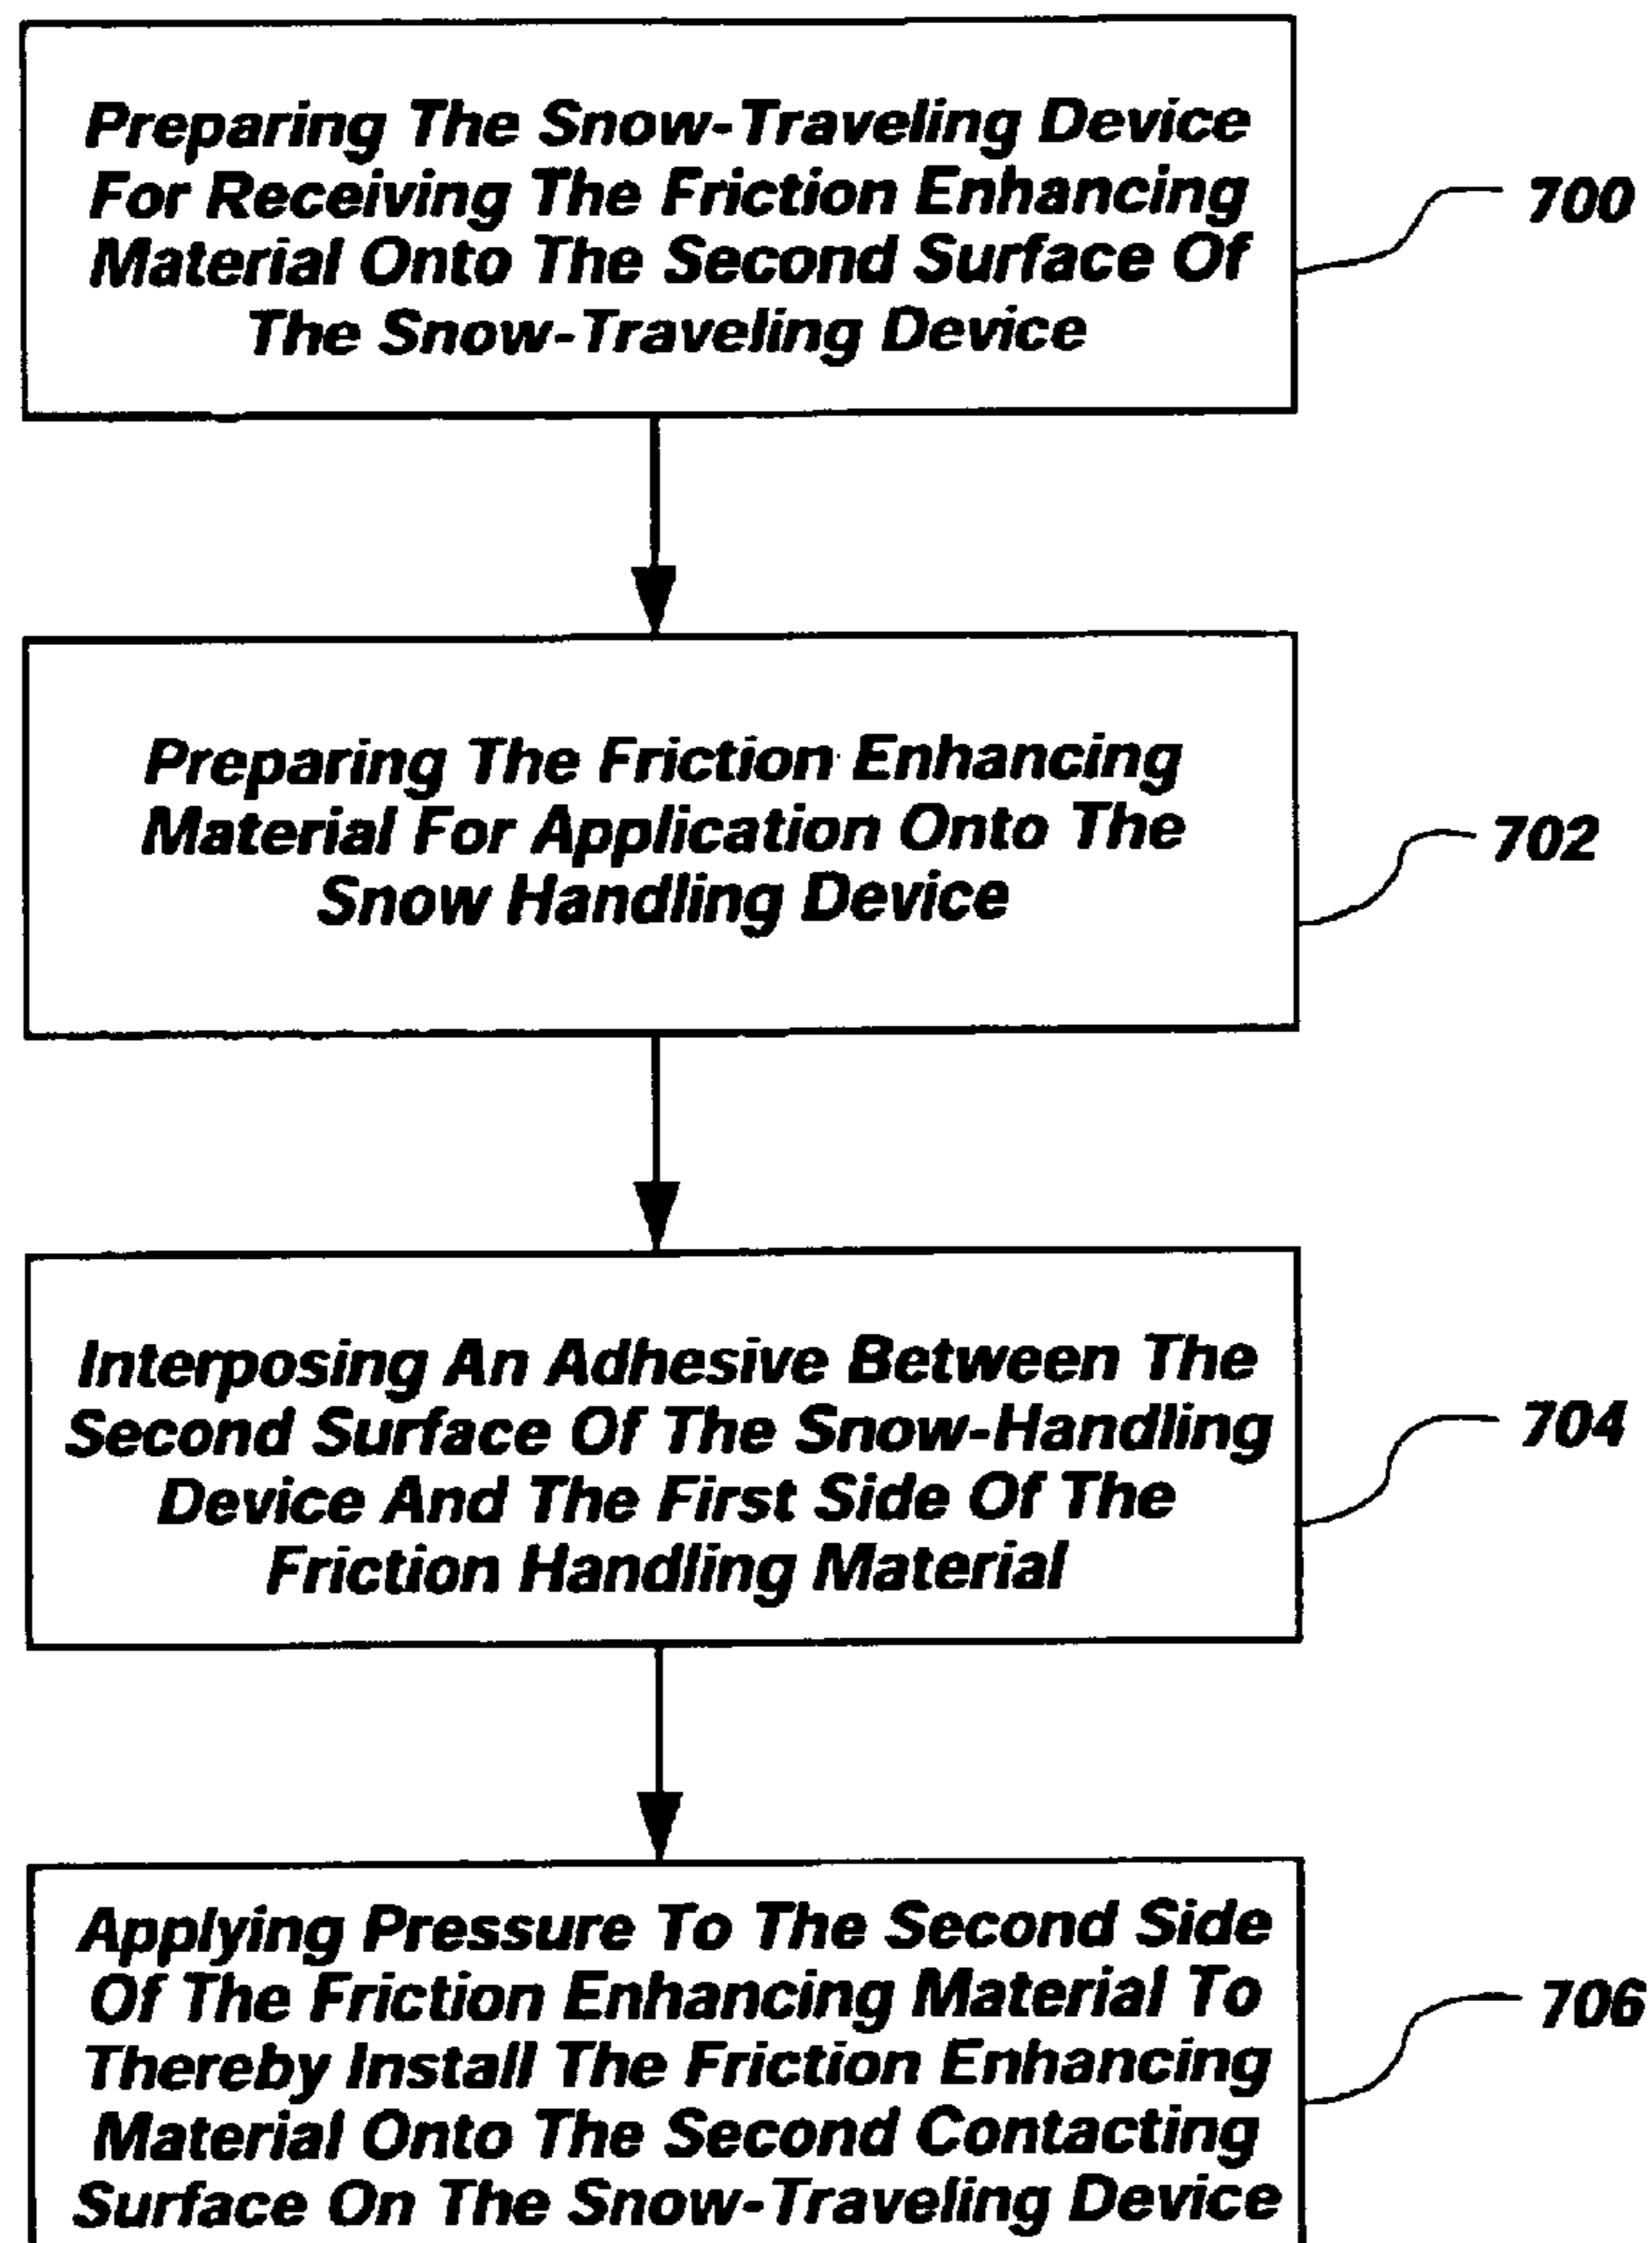 Preparing The Snow-Traveling Device
For Receiving The Friction Enhancing
Material Onto The Second Surface Of
The Snow-Traveling Device
700
Preparing The Friction Enhancing
Material For Application Onto The
Snow Handling Device
702
Interposing An Adhesive Between The
Second Surface Of The Snow-Handling
Device And The First Side Of The
Friction Handling Material
704
Applying Pressure To The Second Side
Of The Friction Enhancing Material To
Thereby Install The Friction Enhancing
Material Onto The Second Contacting
Surface On The Snow-Traveling Device
706